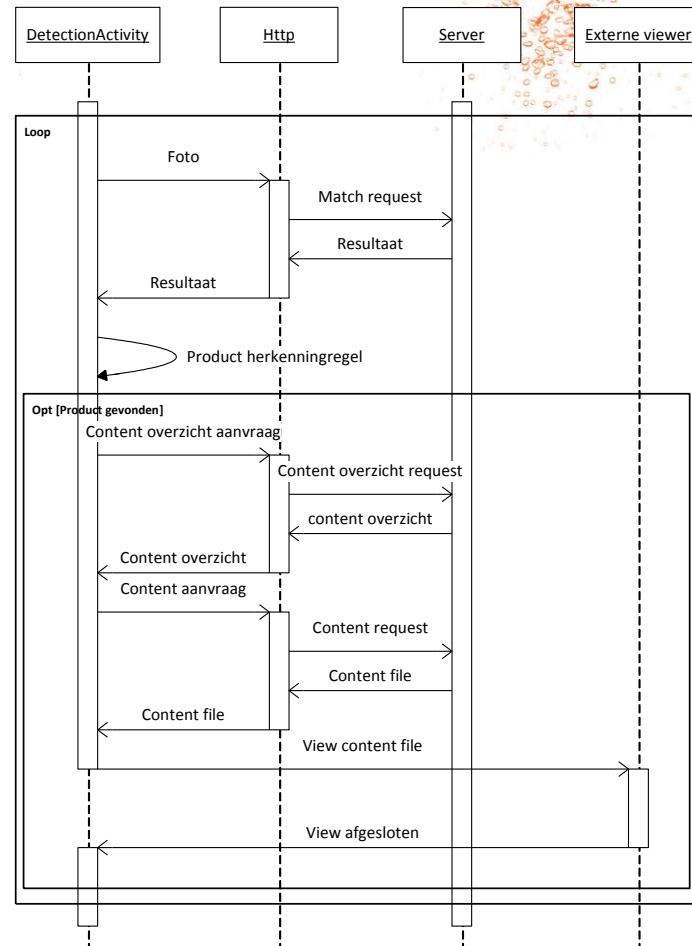 DetectionActivity
Http
Server
Externe viewer
Loop
Foto
Match request
Resultaat
Resultaat
Product herkenningregel
Opt [Product gevonden]
Content overzicht aanvraag
Content overzicht request
content overzicht
Content overzicht
Content aanvraag
Content request
Content file
Content file
View content file
View afgesloten